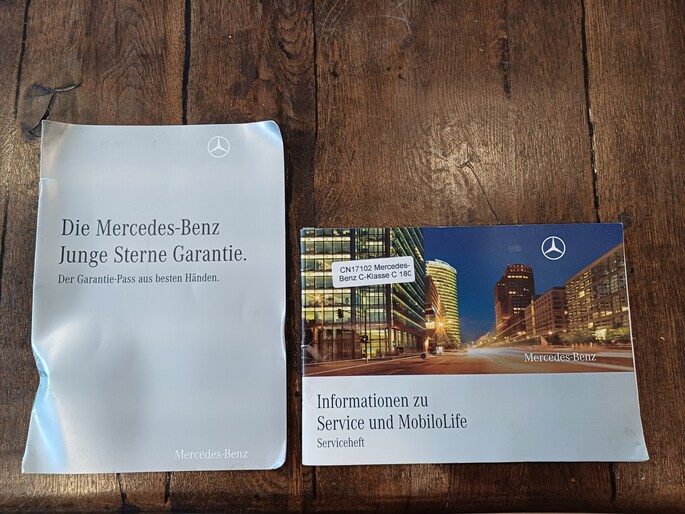 Die Mercedes-Benz
Junge Sterne Garantie.
Der Garantie-Pass aus besten Händen.
Mercedes-Benz
CN17102 Mercedes-
Benz C-Klasse C 180
Mercedes-Benz
Informationen zu
Service und MobiloLife
Serviceheft